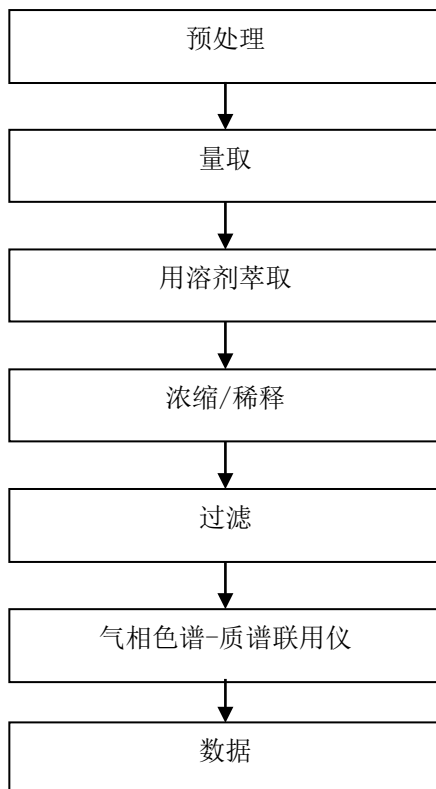 预处理
量取
用溶剂萃取
浓缩/稀释
过滤
气相色谱-质谱联用仪
数据